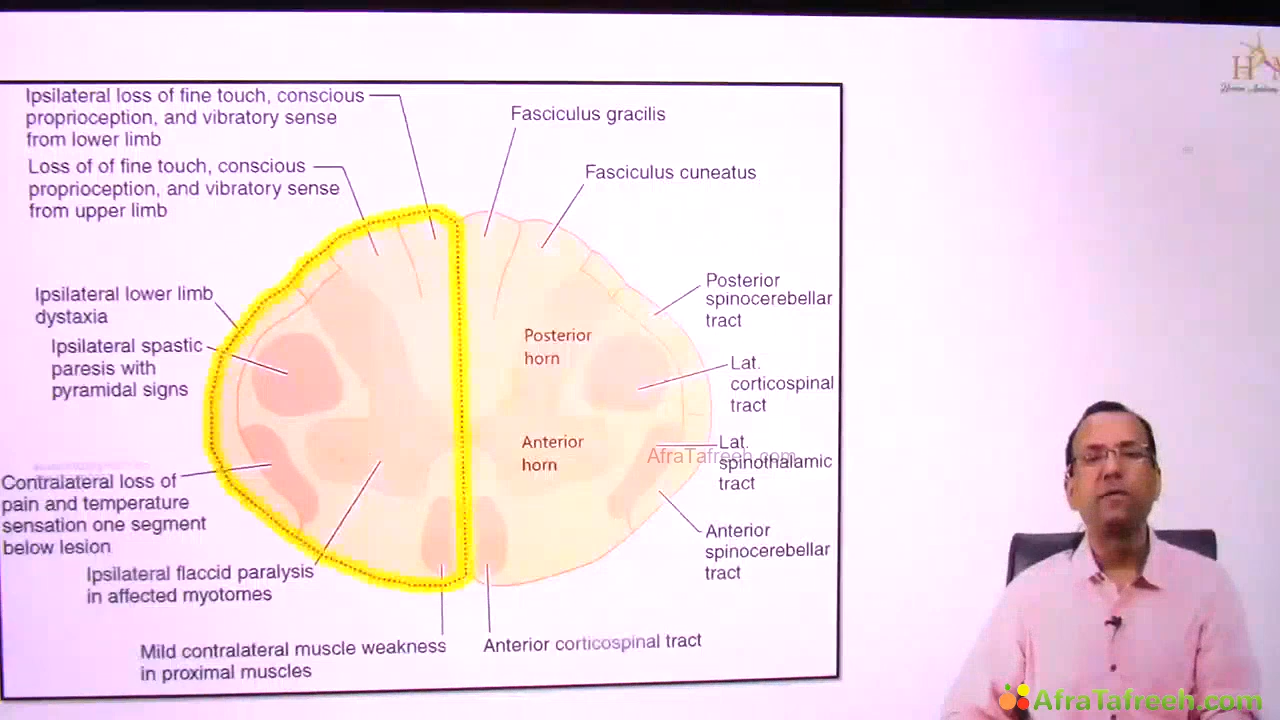 Ipsilateral loss of fine touch, conscious
proprioception, and vibratory sense
from lower limb
Loss of of fine touch, conscious
proprioception, and vibratory sense
from upper limb
Ipsilateral lower limb
dystaxia
Ipsilateral spastic
paresis with
pyramidal signs
Contralateral loss of
pain and temperature
sensation one segment
below lesion
Ipsilateral flaccid paralysis
in affected myotomes
Mild contralateral muscle weakness
in proximal muscles
Fasciculus gracilis
Fasciculus cuneatus
Posterior
spinocerebellar
tract
Posterior
horn
Lat.
corticospinal
tract
Anterior
horn
Lat.
spinothalamic
tract
AfraTafreeh.com
Anterior
spinocerebellar
tract
Anterior corticospinal tract
AfraTafreeh.com